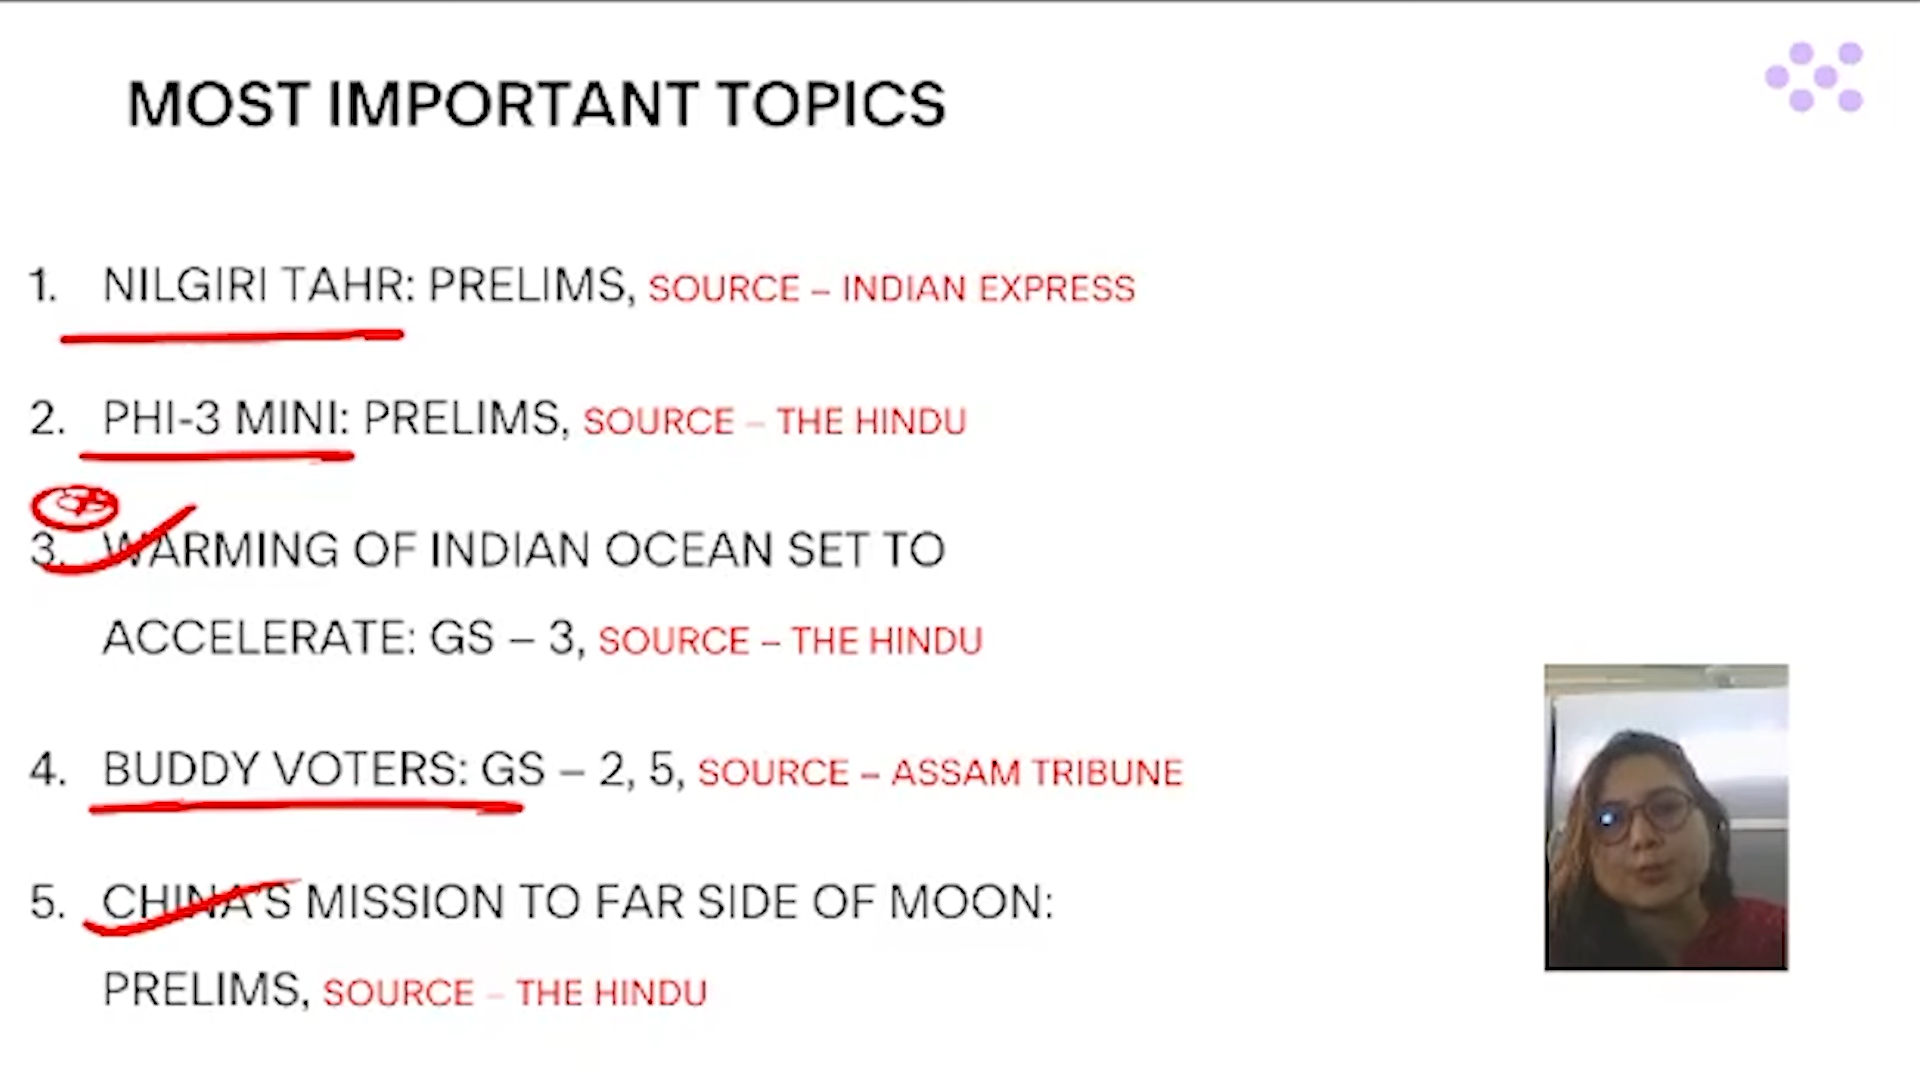 MOST IMPORTANT TOPICS
1. NILGIRI TAHR: PRELIMS, SOURCE – INDIAN EXPRESS
2. PHI-3 MINI: PRELIMS, SOURCE – THE HINDU
3. WARMING OF INDIAN OCEAN SET TO
ACCELERATE: GS – 3, SOURCE – THE HINDU
4. BUDDY VOTERS: GS – 2, 5, SOURCE – ASSAM TRIBUNE
5. CHINA'S MISSION TO FAR SIDE OF MOON:
PRELIMS, SOURCE – THE HINDU